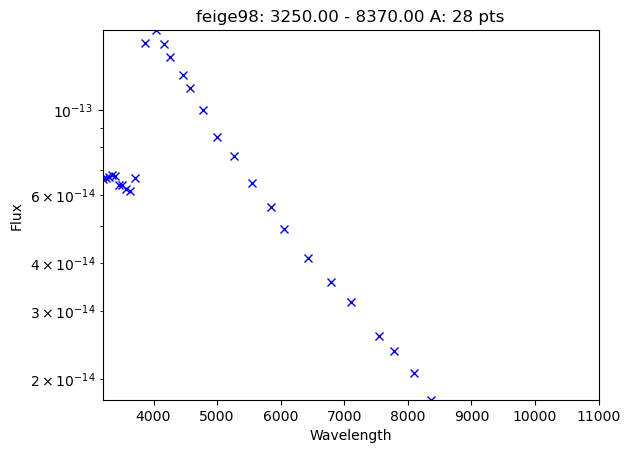 feige98: 3250.00 - 8370.00 A: 28 pts
Flux
10⁻¹³
6 × 10⁻¹⁴
4 × 10⁻¹⁴
3 × 10⁻¹⁴
2 × 10⁻¹⁴
4000 5000 6000 7000 8000 9000 10000 11000
Wavelength